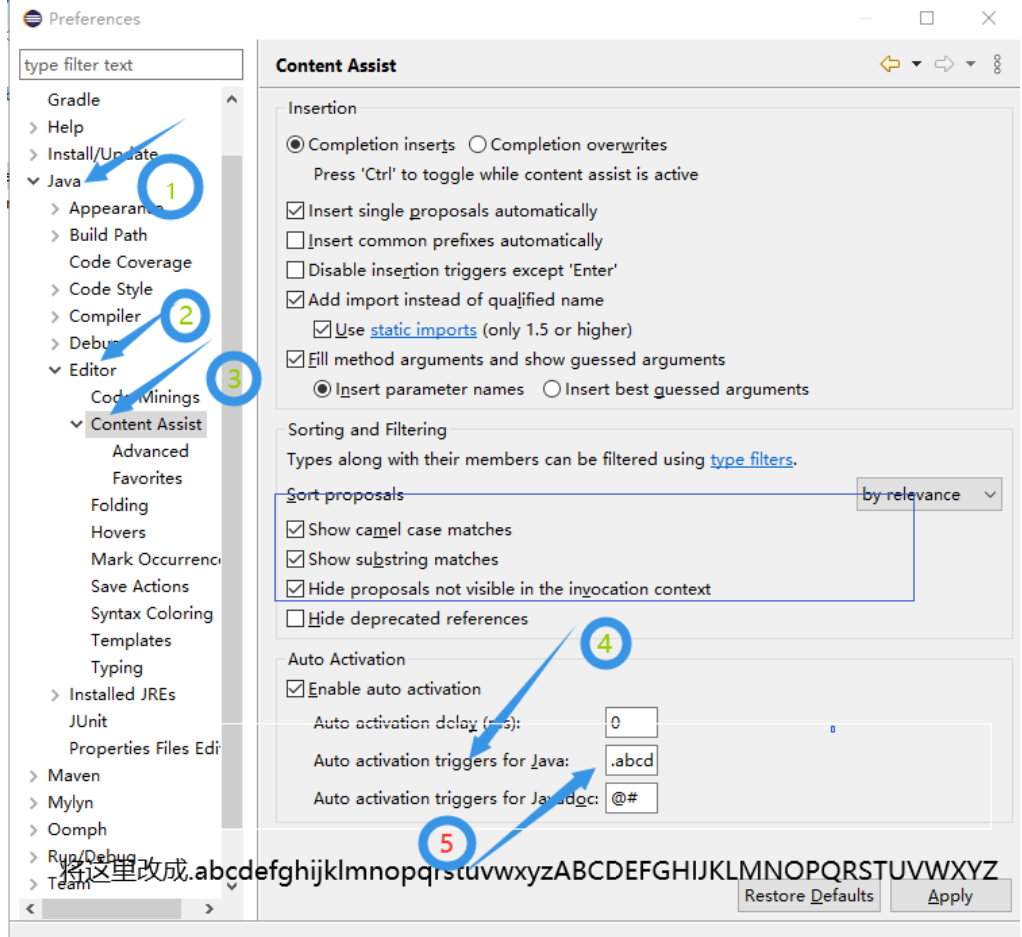 Preferences
type filter text
Gradle
Help
Install/Update
Java
Appearance
Build Path
Code Coverage
Code Style
Compiler
Debug
Editor
Code Minings
Content Assist
Advanced
Favorites
Folding
Hovers
Mark Occurrenc
Save Actions
Syntax Coloring
Templates
Typing
Installed JREs
JUnit
Properties Files Edi
Maven
Mylyn
Oomph
Run/Debug
Team
1
2
3
Content Assist
Insertion
Completion inserts Completion overwrites
Press 'Ctrl' to toggle while content assist is active
Insert single proposals automatically
Insert common prefixes automatically
Disable insertion triggers except 'Enter'
Add import instead of qualified name
Use static imports (only 1.5 or higher)
Fill method arguments and show guessed arguments
Insert parameter names Insert best guessed arguments
Sorting and Filtering
Types along with their members can be filtered using type filters.
Sort proposals by relevance
Show camel case matches
Show substring matches
Hide proposals not visible in the invocation context
Hide deprecated references
4
Auto Activation
Enable auto activation
Auto activation delay (ms): 0
Auto activation triggers for Java: .abcd
Auto activation triggers for Javadoc: @#
5
将这里改成.abcdefghijklmnopqrstuvwxyzABCDEFGHIJKLMNOPQRSTUVWXYZ
Restore Defaults Apply